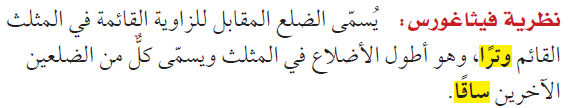 نظرية فيثاغورس: يُسمّى الضلع المقابل للزاوية القائمة في المثلث
القائم وترًا، وهو أطول الأضلاع في المثلث ويسمّى كلٌّ من الضلعين
الآخرين ساقًا.